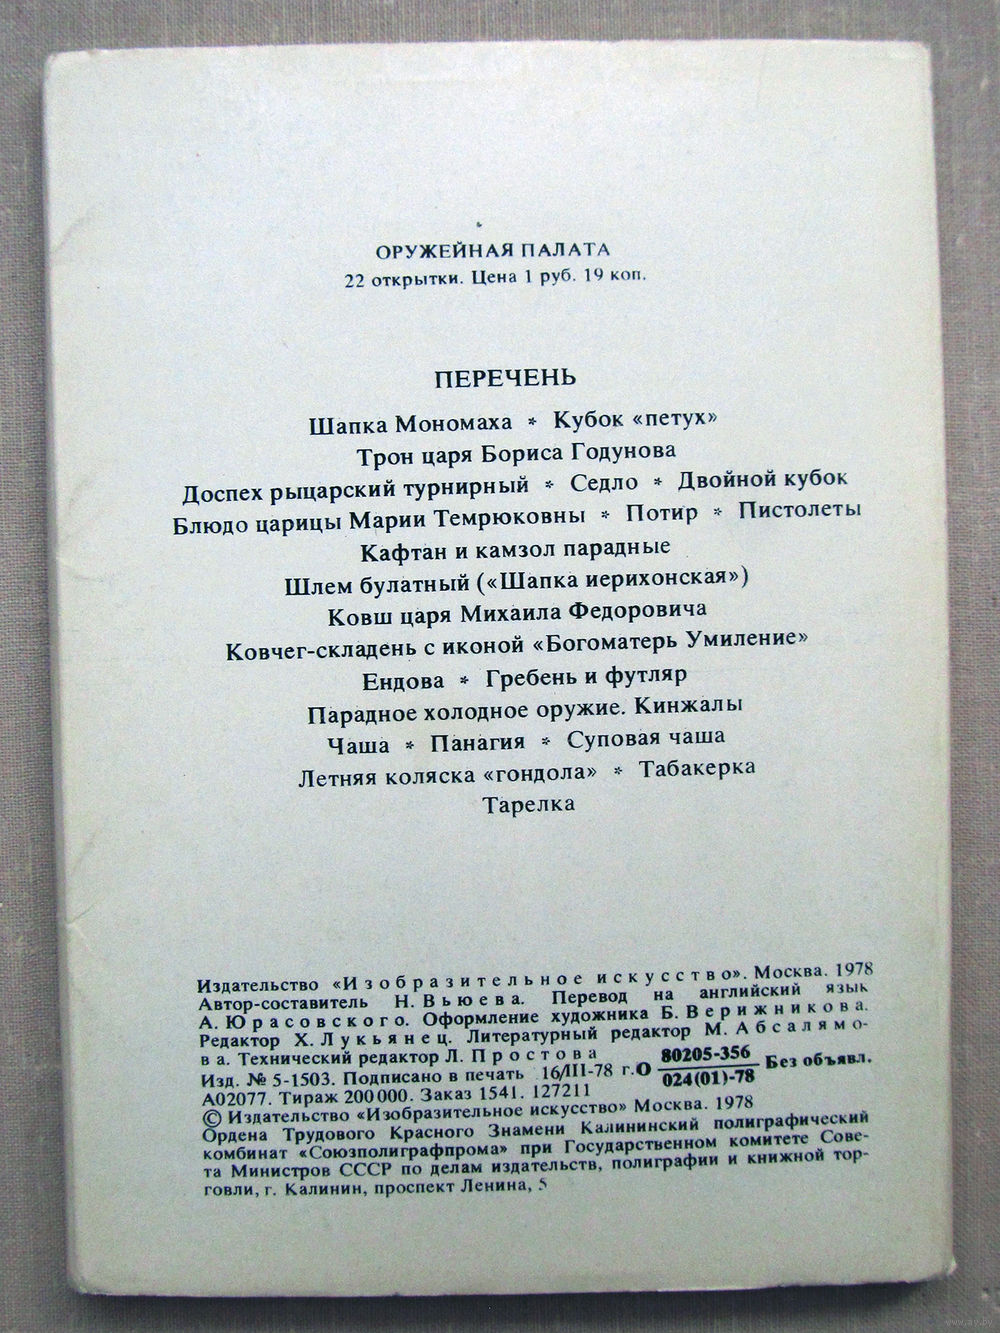 ОРУЖЕЙНАЯ ПАЛАТА
22 открытки. Цена 1 руб. 19 коп.
ПЕРЕЧЕНЬ
Шапка Мономаха * Кубок «петух»
Трон царя Бориса Годунова
Доспех рыцарский турнирный * Седло * Двойной кубок
Блюдо царицы Марии Темрюковны * Потир * Пистолеты
Кафтан и камзол парадные
Шлем булатный («Шапка иерихонская»)
Ковш царя Михаила Федоровича
Ковчег-складень с иконой «Богоматерь Умиление»
Ендова * Гребень и футляр
Парадное холодное оружие. Кинжалы
Чаша * Панагия * Суповая чаша
Летняя коляска «гондола» * Табакерка
Тарелка
Издательство «Изобразительное искусство». Москва. 1978
Автор-составитель Н. Вьюева. Перевод на английский язык
А. Юрасовского. Оформление художника Б. Верижникова.
Редактор Х. Лукьянец. Литературный редактор М. Абсалямо-
ва. Технический редактор Л. Простова
Изд. № 5-1503. Подписано в печать 16/III-78 г. О 80205-356 / 024(01)-78 Без объявл.
А02077. Тираж 200000. Заказ 1541. 127211
© Издательство «Изобразительное искусство» Москва. 1978
Ордена Трудового Красного Знамени Калининский полиграфический
комбинат «Союзполиграфпрома» при Государственном комитете Сове-
та Министров СССР по делам издательств, полиграфии и книжной тор-
говли, г. Калинин, проспект Ленина, 5
www.ay.by